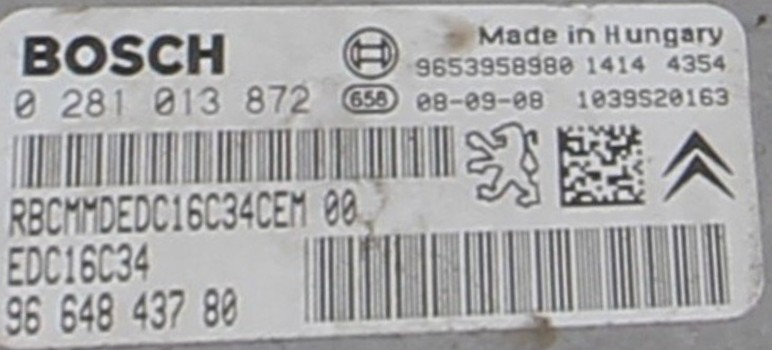 BOSCH
Made in Hungary
9653958980 1414 4354
0 281 013 872
656 08-09-08 1039S20163
RBCMMDEDC16C34CEM 00
EDC16C34
96 648 437 80